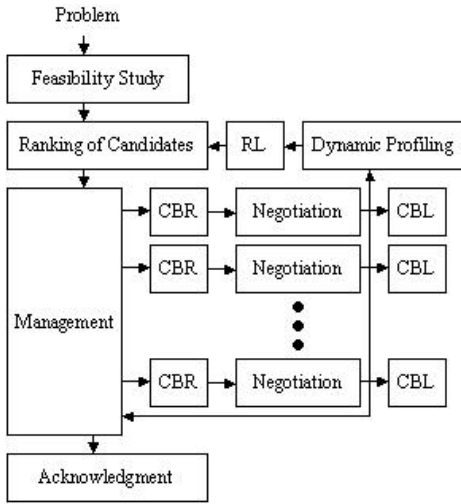 Problem
Feasibility Study
Ranking of Candidates
RL
Dynamic Profiling
CBR
Negotiation
CBL
CBR
Negotiation
CBL
Management
CBR
Negotiation
CBL
Acknowledgment